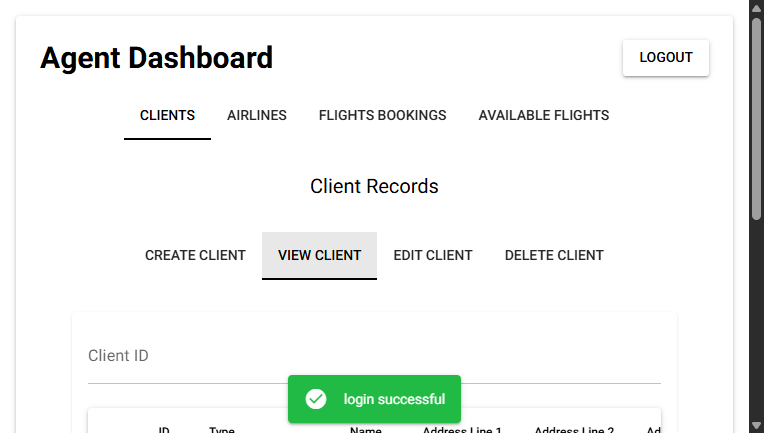 Agent Dashboard
LOGOUT
CLIENTS AIRLINES FLIGHTS BOOKINGS AVAILABLE FLIGHTS
Client Records
CREATE CLIENT VIEW CLIENT EDIT CLIENT DELETE CLIENT
Client ID
login successful
ID Type Name Address Line 1 Address Line 2 Ad